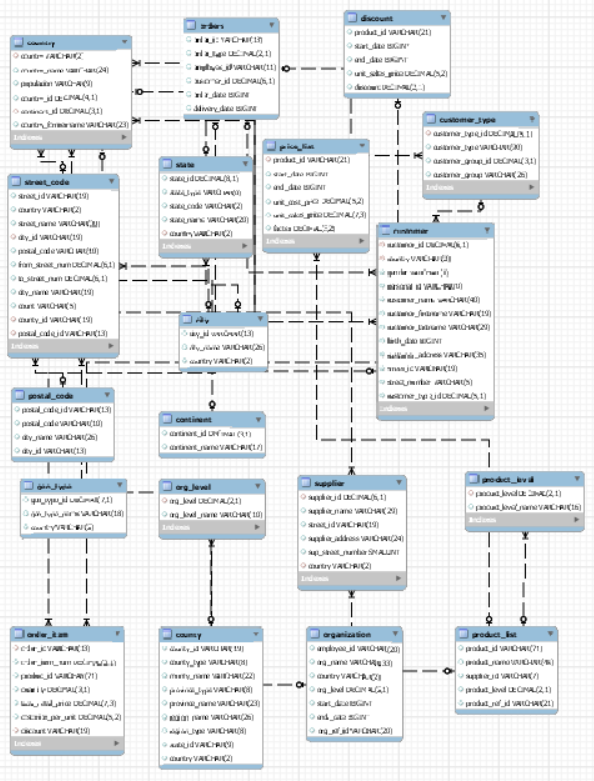 country
country VARCHAR(2)
country_name VARCHAR(24)
population VARCHAR(9)
country_id DECIMAL(4,1)
continent_id DECIMAL(3,1)
country_formername VARCHAR(23)
Indexes
orders
order_id VARCHAR(13)
order_type DECIMAL(2,1)
employee_id VARCHAR(11)
customer_id DECIMAL(6,1)
order_date BIGINT
delivery_date BIGINT
discount
product_id VARCHAR(21)
start_date BIGINT
end_date BIGINT
unit_sales_price DECIMAL(5,2)
discount DECIMAL(2,1)
customer_type
customer_type_id DECIMAL(5,1)
customer_type VARCHAR(30)
customer_group_id DECIMAL(3,1)
customer_group VARCHAR(26)
price_list
product_id VARCHAR(21)
start_date BIGINT
end_date BIGINT
unit_cost_price DECIMAL(5,2)
unit_sales_price DECIMAL(7,3)
factor DECIMAL(3,2)
Indexes
state
state_id DECIMAL(8,1)
state_type VARCHAR(8)
state_code VARCHAR(2)
state_name VARCHAR(20)
country VARCHAR(2)
street_code
street_id VARCHAR(19)
country VARCHAR(2)
street_name VARCHAR(30)
city_id VARCHAR(19)
postal_code VARCHAR(10)
from_street_num DECIMAL(6,1)
to_street_num DECIMAL(6,1)
city_name VARCHAR(19)
count VARCHAR(5)
county_id VARCHAR(19)
postal_code_id VARCHAR(13)
customer
customer_id DECIMAL(6,1)
country VARCHAR(2)
gender VARCHAR
personal_id VARCHAR
customer_name VARCHAR(40)
customer_firstname VARCHAR(19)
customer_lastname VARCHAR(29)
birth_date BIGINT
customer_address VARCHAR(35)
street_id VARCHAR(19)
street_number VARCHAR(5)
customer_type_id DECIMAL(5,1)
city
city_id VARCHAR(13)
city_name VARCHAR(26)
country VARCHAR(2)
postal_code
postal_code_id VARCHAR(13)
postal_code VARCHAR(10)
city_name VARCHAR(26)
city_id VARCHAR(13)
continent
continent_id DECIMAL(3,1)
continent_name VARCHAR(17)
geo_type
geo_type_id DECIMAL(7,1)
geo_type_name VARCHAR(18)
country VARCHAR(2)
org_level
org_level DECIMAL(2,1)
org_level_name VARCHAR(10)
Indexes
supplier
supplier_id DECIMAL(6,1)
supplier_name VARCHAR(29)
street_id VARCHAR(19)
supplier_address VARCHAR(24)
sup_street_number SMALLINT
country VARCHAR(2)
Indexes
product_level
product_level DECIMAL(2,1)
product_level_name VARCHAR(16)
Indexes
order_item
order_id VARCHAR(13)
order_item_num DECIMAL(2,1)
product_id VARCHAR(21)
quantity DECIMAL(3,1)
total_retail_price DECIMAL(7,3)
costprice_per_unit DECIMAL(5,2)
discount VARCHAR(19)
Indexes
county
county_id VARCHAR(19)
county_type VARCHAR(8)
county_name VARCHAR(22)
province_type VARCHAR(8)
province_name VARCHAR(23)
region_name VARCHAR(26)
region_type VARCHAR(8)
state_id VARCHAR(9)
country VARCHAR(2)
organization
employee_id VARCHAR(20)
org_name VARCHAR(33)
country VARCHAR(2)
org_level DECIMAL(2,1)
start_date BIGINT
end_date BIGINT
org_ref_id VARCHAR(20)
product_list
product_id VARCHAR(21)
product_name VARCHAR(46)
supplier_id VARCHAR(7)
product_level DECIMAL(2,1)
product_ref_id VARCHAR(21)